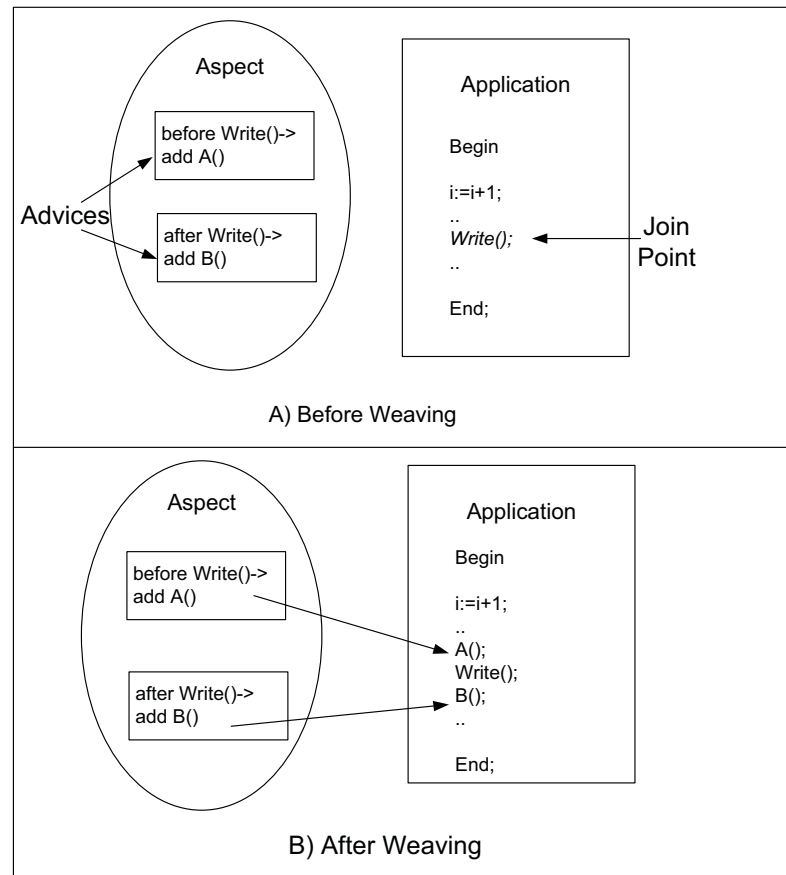 Aspect
before Write()->
add A()
Advices
after Write()->
add B()
Application
Begin
i:=i+1;
..
Write();
..
End;
Join
Point
A) Before Weaving
Aspect
before Write()->
add A()
after Write()->
add B()
Application
Begin
i:=i+1;
..
A();
Write();
B();
..
End;
B) After Weaving